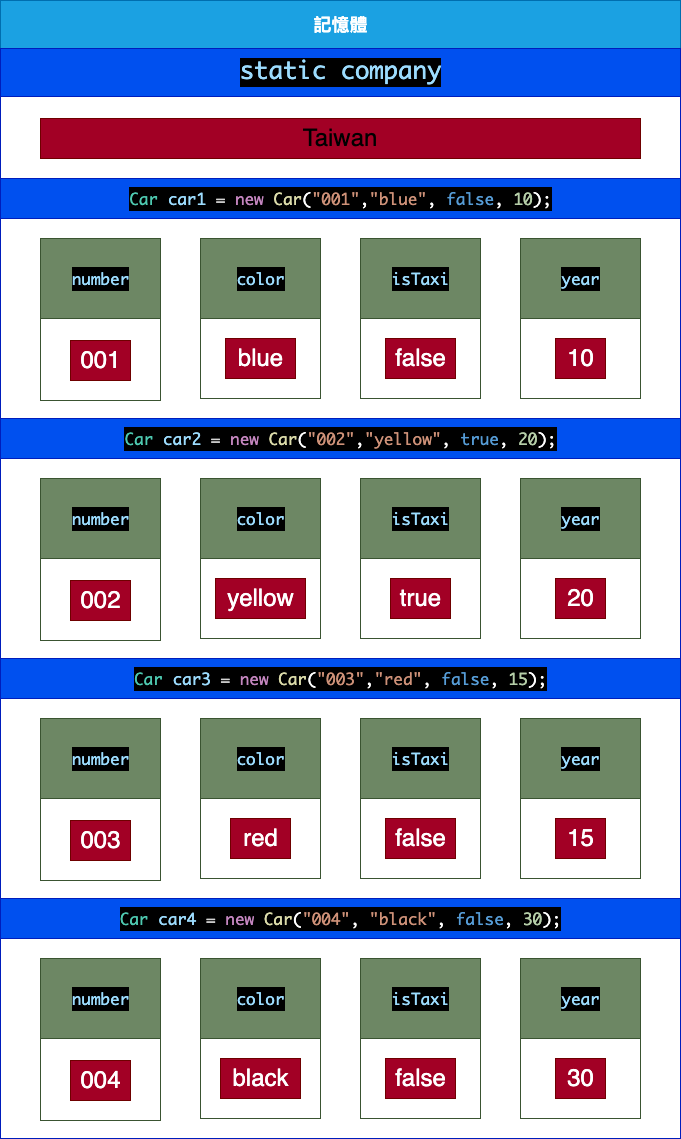 記憶體
static company
Taiwan
Car car1 = new Car("001","blue", false, 10);
number color isTaxi year
001 blue false 10
Car car2 = new Car("002","yellow", true, 20);
number color isTaxi year
002 yellow true 20
Car car3 = new Car("003","red", false, 15);
number color isTaxi year
003 red false 15
Car car4 = new Car("004", "black", false, 30);
number color isTaxi year
004 black false 30